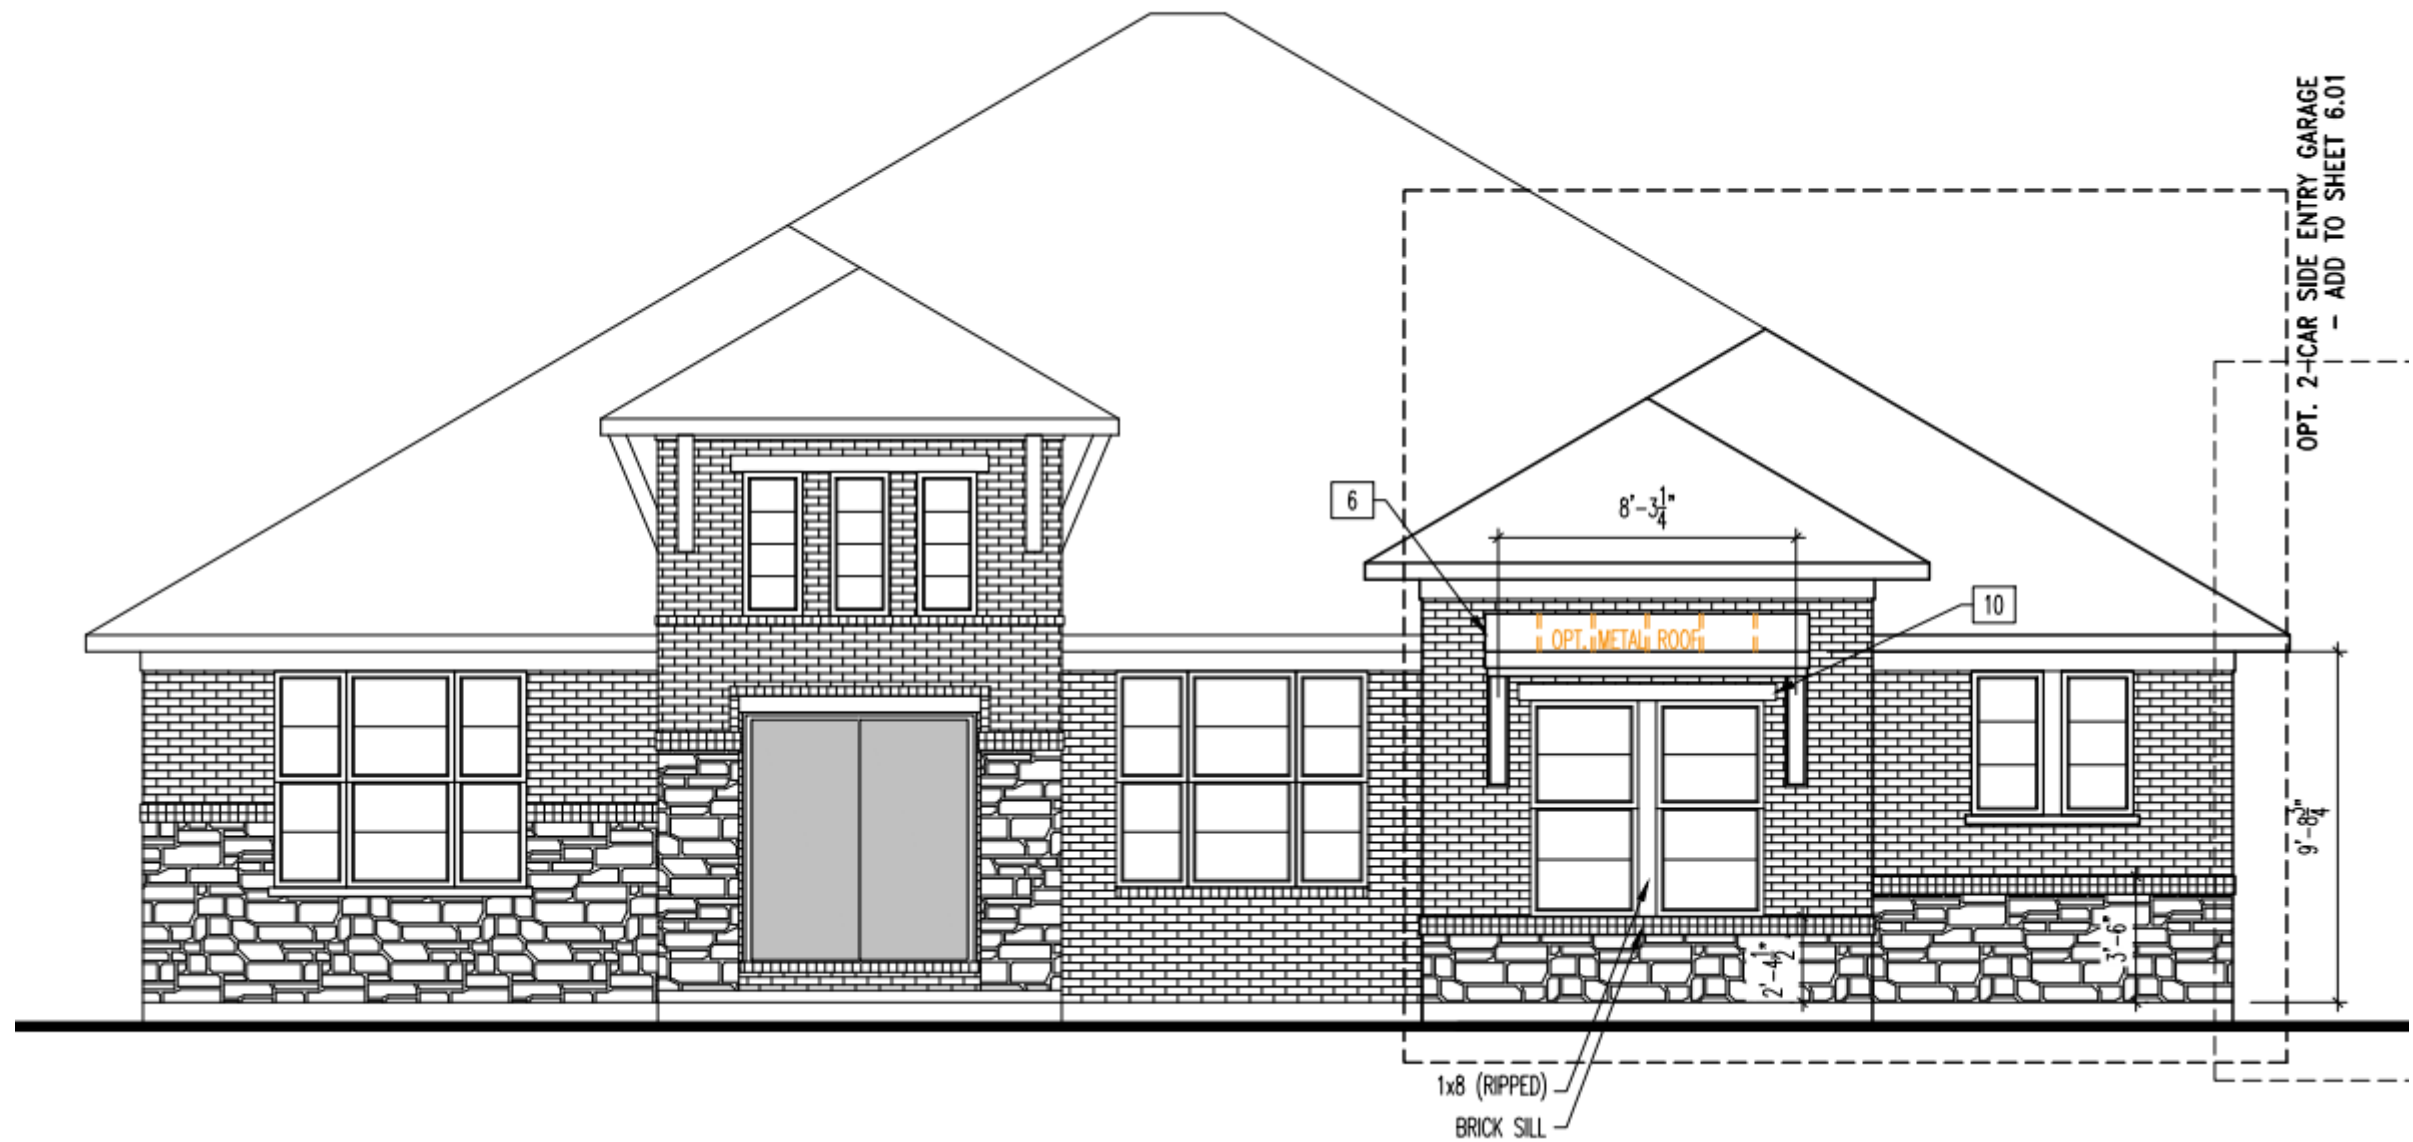 OPT. 2-CAR SIDE ENTRY GARAGE
- ADD TO SHEET 6.01
6
8'-3 1/4"
10
OPT. METAL ROOF
9'-8 3/4"
3'-6"
2'-4 1/2"
1x8 (RIPPED)
BRICK SILL